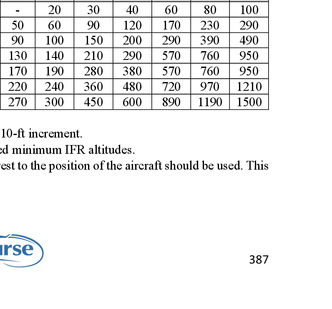 - 20 30 40 60 80 100
50 60 90 120 170 230 290
90 100 150 200 290 390 490
130 140 210 290 570 760 950
170 190 280 380 570 760 950
220 240 360 480 720 970 1210
270 300 450 600 890 1190 1500
10-ft increment.
ed minimum IFR altitudes.
est to the position of the aircraft should be used. This
urse
387